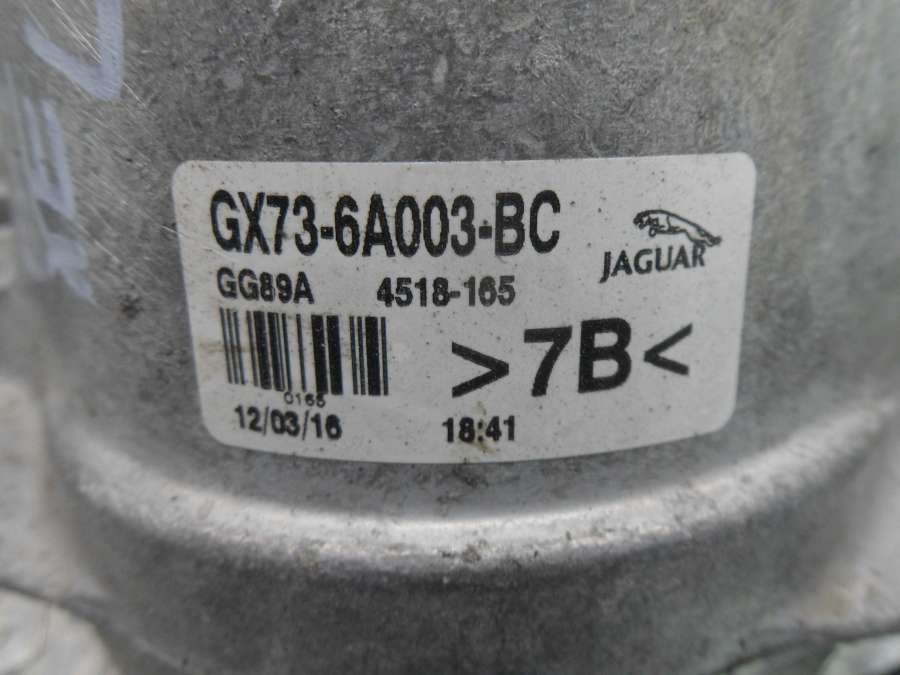 GX73-6A003-BC
JAGUAR
GG89A 4518-165
>7B<
0165
12/03/16 18:41